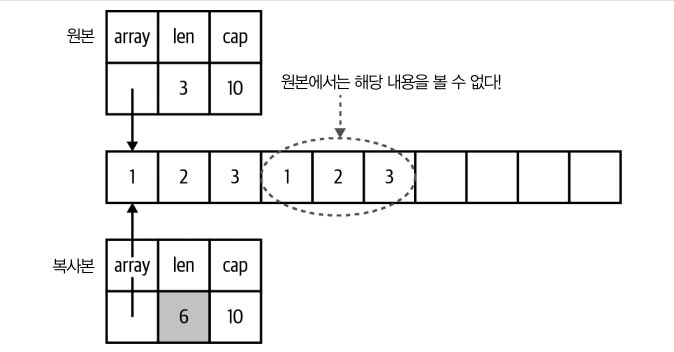 원본 array len cap
3 10
원본에서는 해당 내용을 볼 수 없다!
1 2 3 1 2 3
복사본 array len cap
6 10